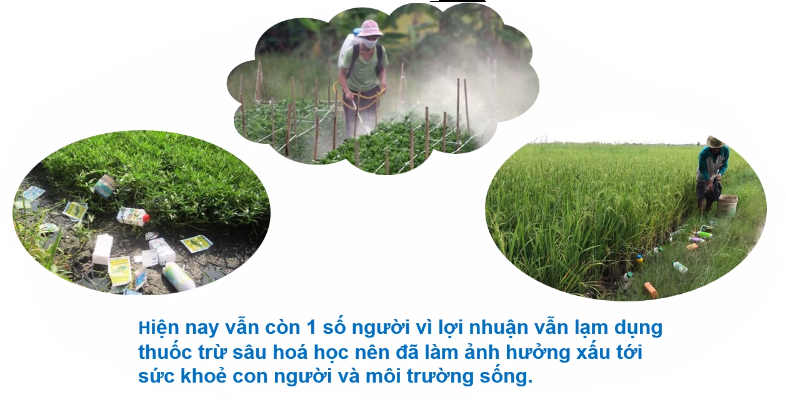 Hiện nay vẫn còn 1 số người vì lợi nhuận vẫn lạm dụng
thuốc trừ sâu hoá học nên đã làm ảnh hưởng xấu tới
sức khoẻ con người và môi trường sống.